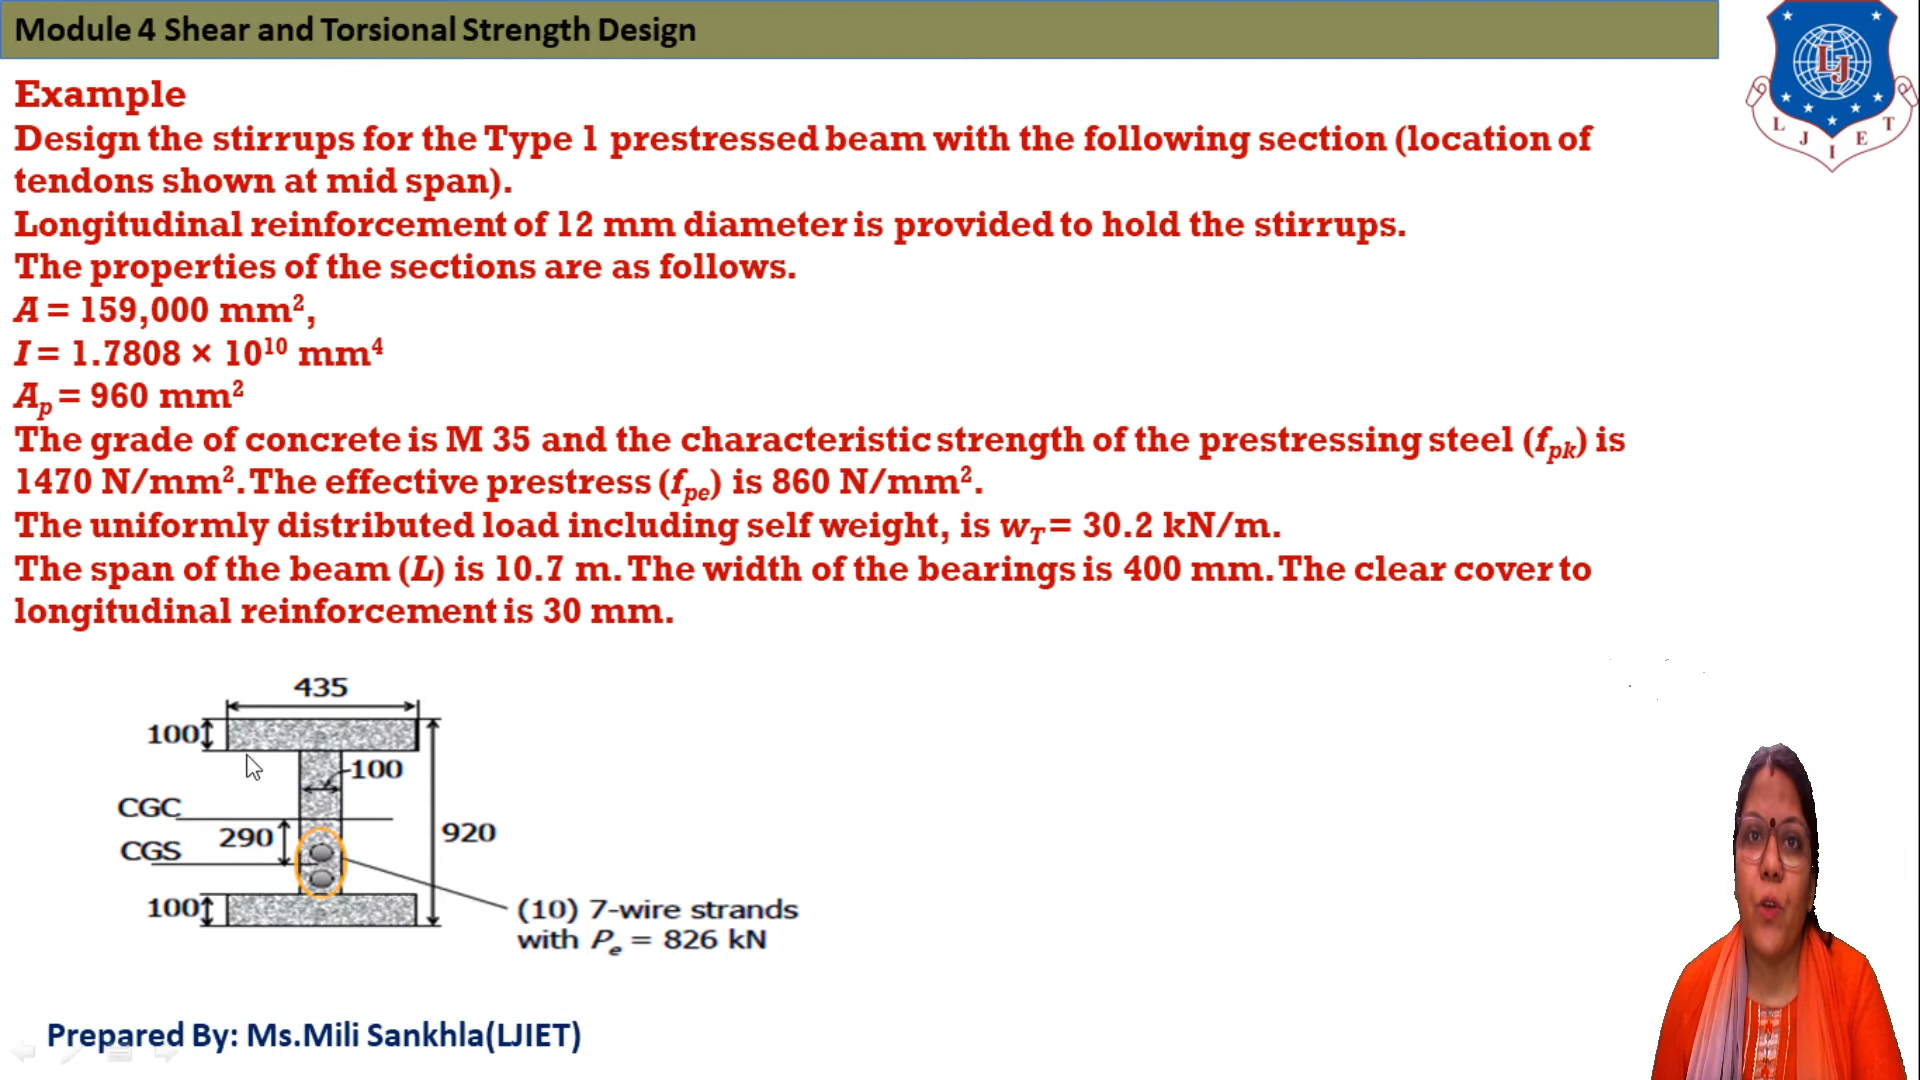 Module 4 Shear and Torsional Strength Design
Example
Design the stirrups for the Type 1 prestressed beam with the following section (location of
tendons shown at mid span).
Longitudinal reinforcement of 12 mm diameter is provided to hold the stirrups.
The properties of the sections are as follows.
A = 159,000 mm²,
I = 1.7808 × 10¹⁰ mm⁴
Aₚ = 960 mm²
The grade of concrete is M 35 and the characteristic strength of the prestressing steel (fpk) is
1470 N/mm². The effective prestress (fpe) is 860 N/mm².
The uniformly distributed load including self weight, is wT = 30.2 kN/m.
The span of the beam (L) is 10.7 m. The width of the bearings is 400 mm. The clear cover to
longitudinal reinforcement is 30 mm.
435
100
100
CGC
290
920
CGS
100
(10) 7-wire strands
with Pe = 826 kN
Prepared By: Ms.Mili Sankhla(LJIET)
LJ
L J I E T